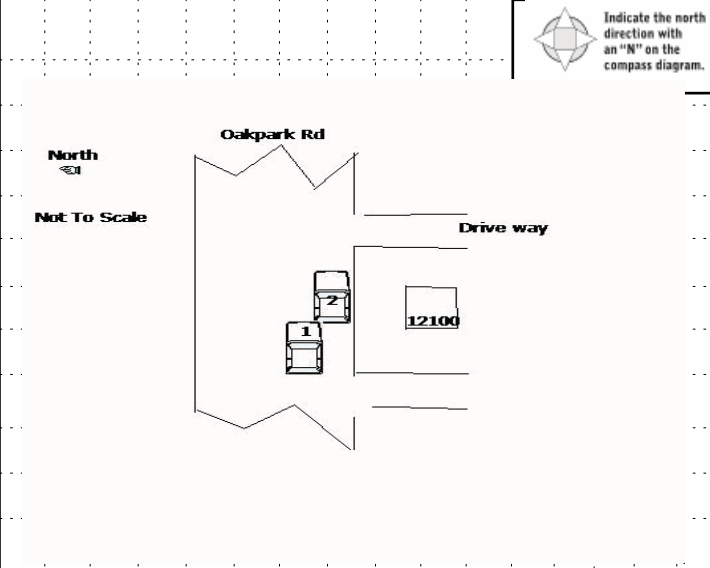 Indicate the north
direction with
an “N” on the
compass diagram.
Oakpark Rd
North
Not To Scale
Drive way
2
12100
1